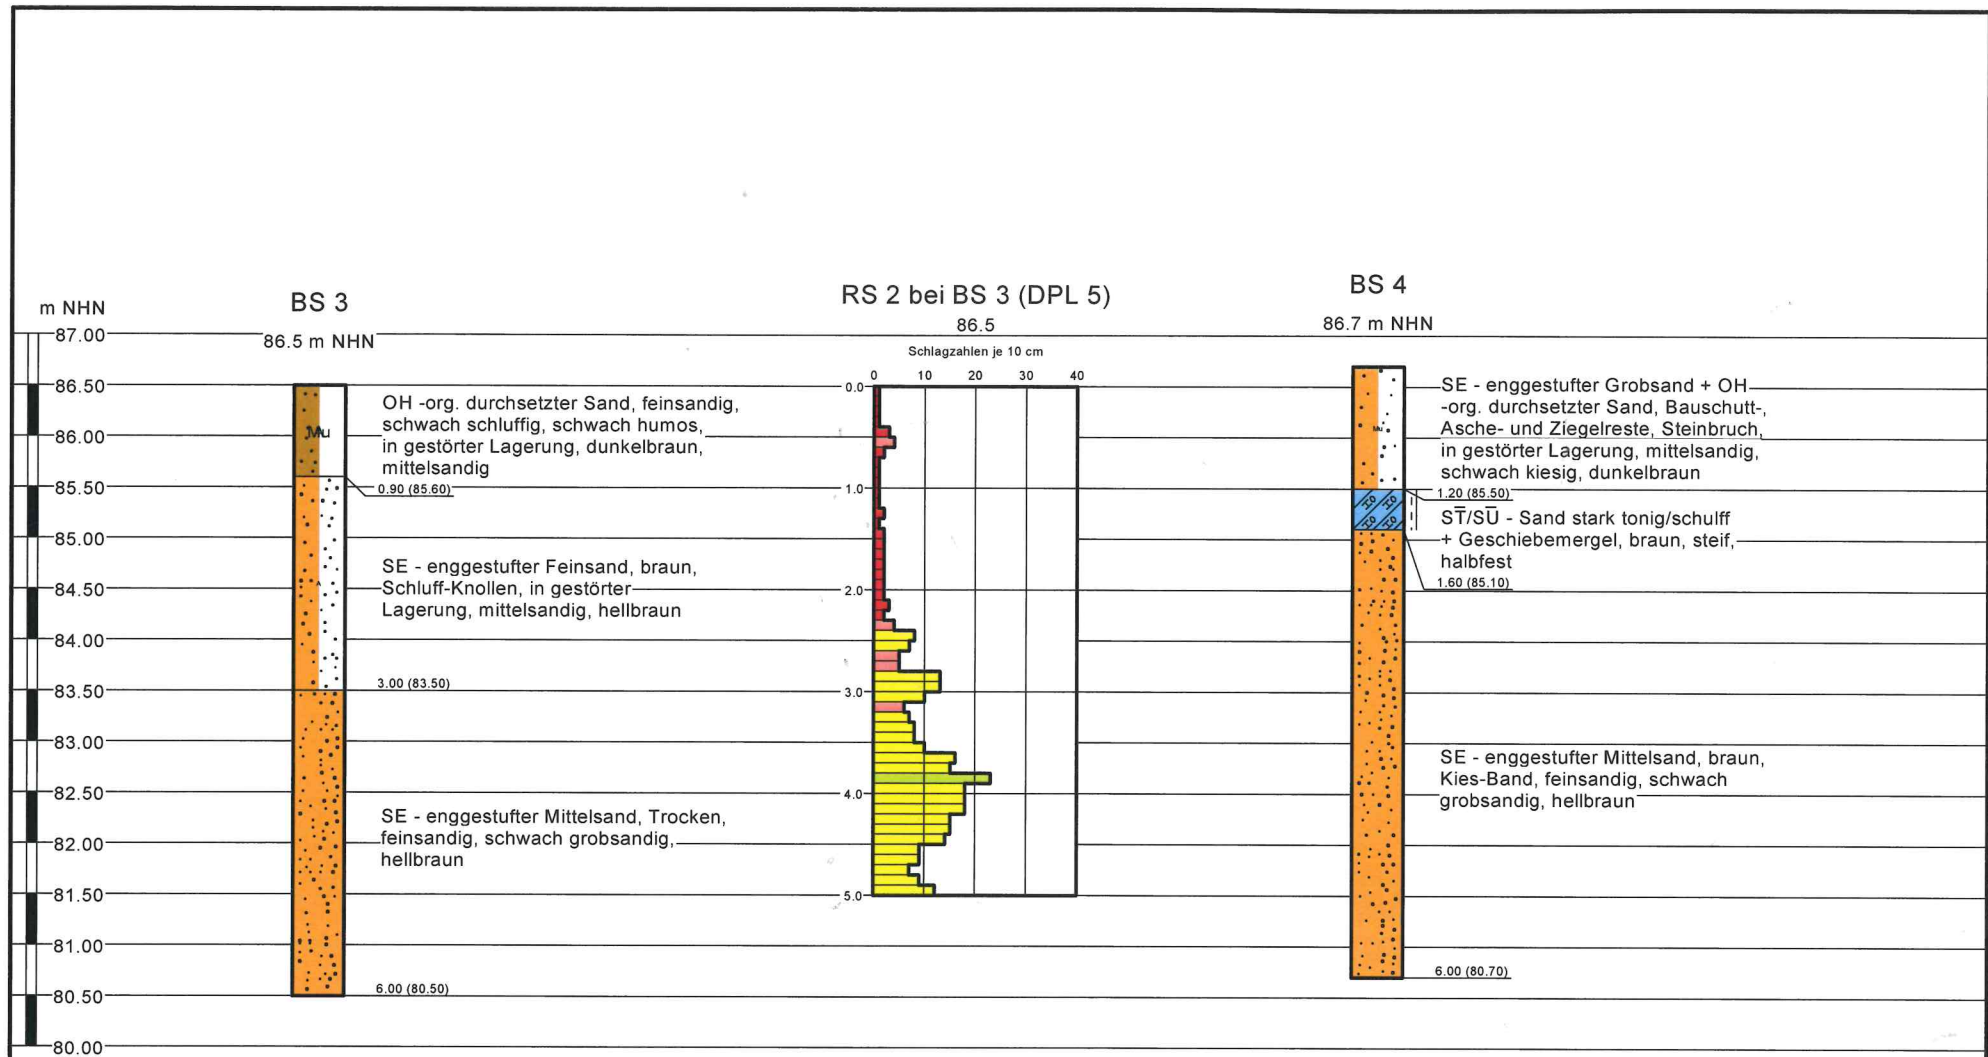 m NHN
87.00
86.50
86.00
85.50
85.00
84.50
84.00
83.50
83.00
82.50
82.00
81.50
81.00
80.50
80.00
BS 3
86.5 m NHN
Mu
OH -org. durchsetzter Sand, feinsandig,
schwach schluffig, schwach humos,
in gestörter Lagerung, dunkelbraun,
mittelsandig
0.90 (85.60)
A
SE - enggestufter Feinsand, braun,
Schluff-Knollen, in gestörter
Lagerung, mittelsandig, hellbraun
3.00 (83.50)
SE - enggestufter Mittelsand, Trocken,
feinsandig, schwach grobsandig,
hellbraun
6.00 (80.50)
RS 2 bei BS 3 (DPL 5)
86.5
Schlagzahlen je 10 cm
0 10 20 30 40
0.0
1.0
2.0
3.0
4.0
5.0
BS 4
86.7 m NHN
Mu
SE - enggestufter Grobsand + OH
-org. durchsetzter Sand, Bauschutt-,
Asche- und Ziegelreste, Steinbruch,
in gestörter Lagerung, mittelsandig,
schwach kiesig, dunkelbraun
1.20 (85.50)
ST̅/SU̅ - Sand stark tonig/schulff
+ Geschiebemergel, braun, steif,
halbfest
1.60 (85.10)
SE - enggestufter Mittelsand, braun,
Kies-Band, feinsandig, schwach
grobsandig, hellbraun
6.00 (80.70)